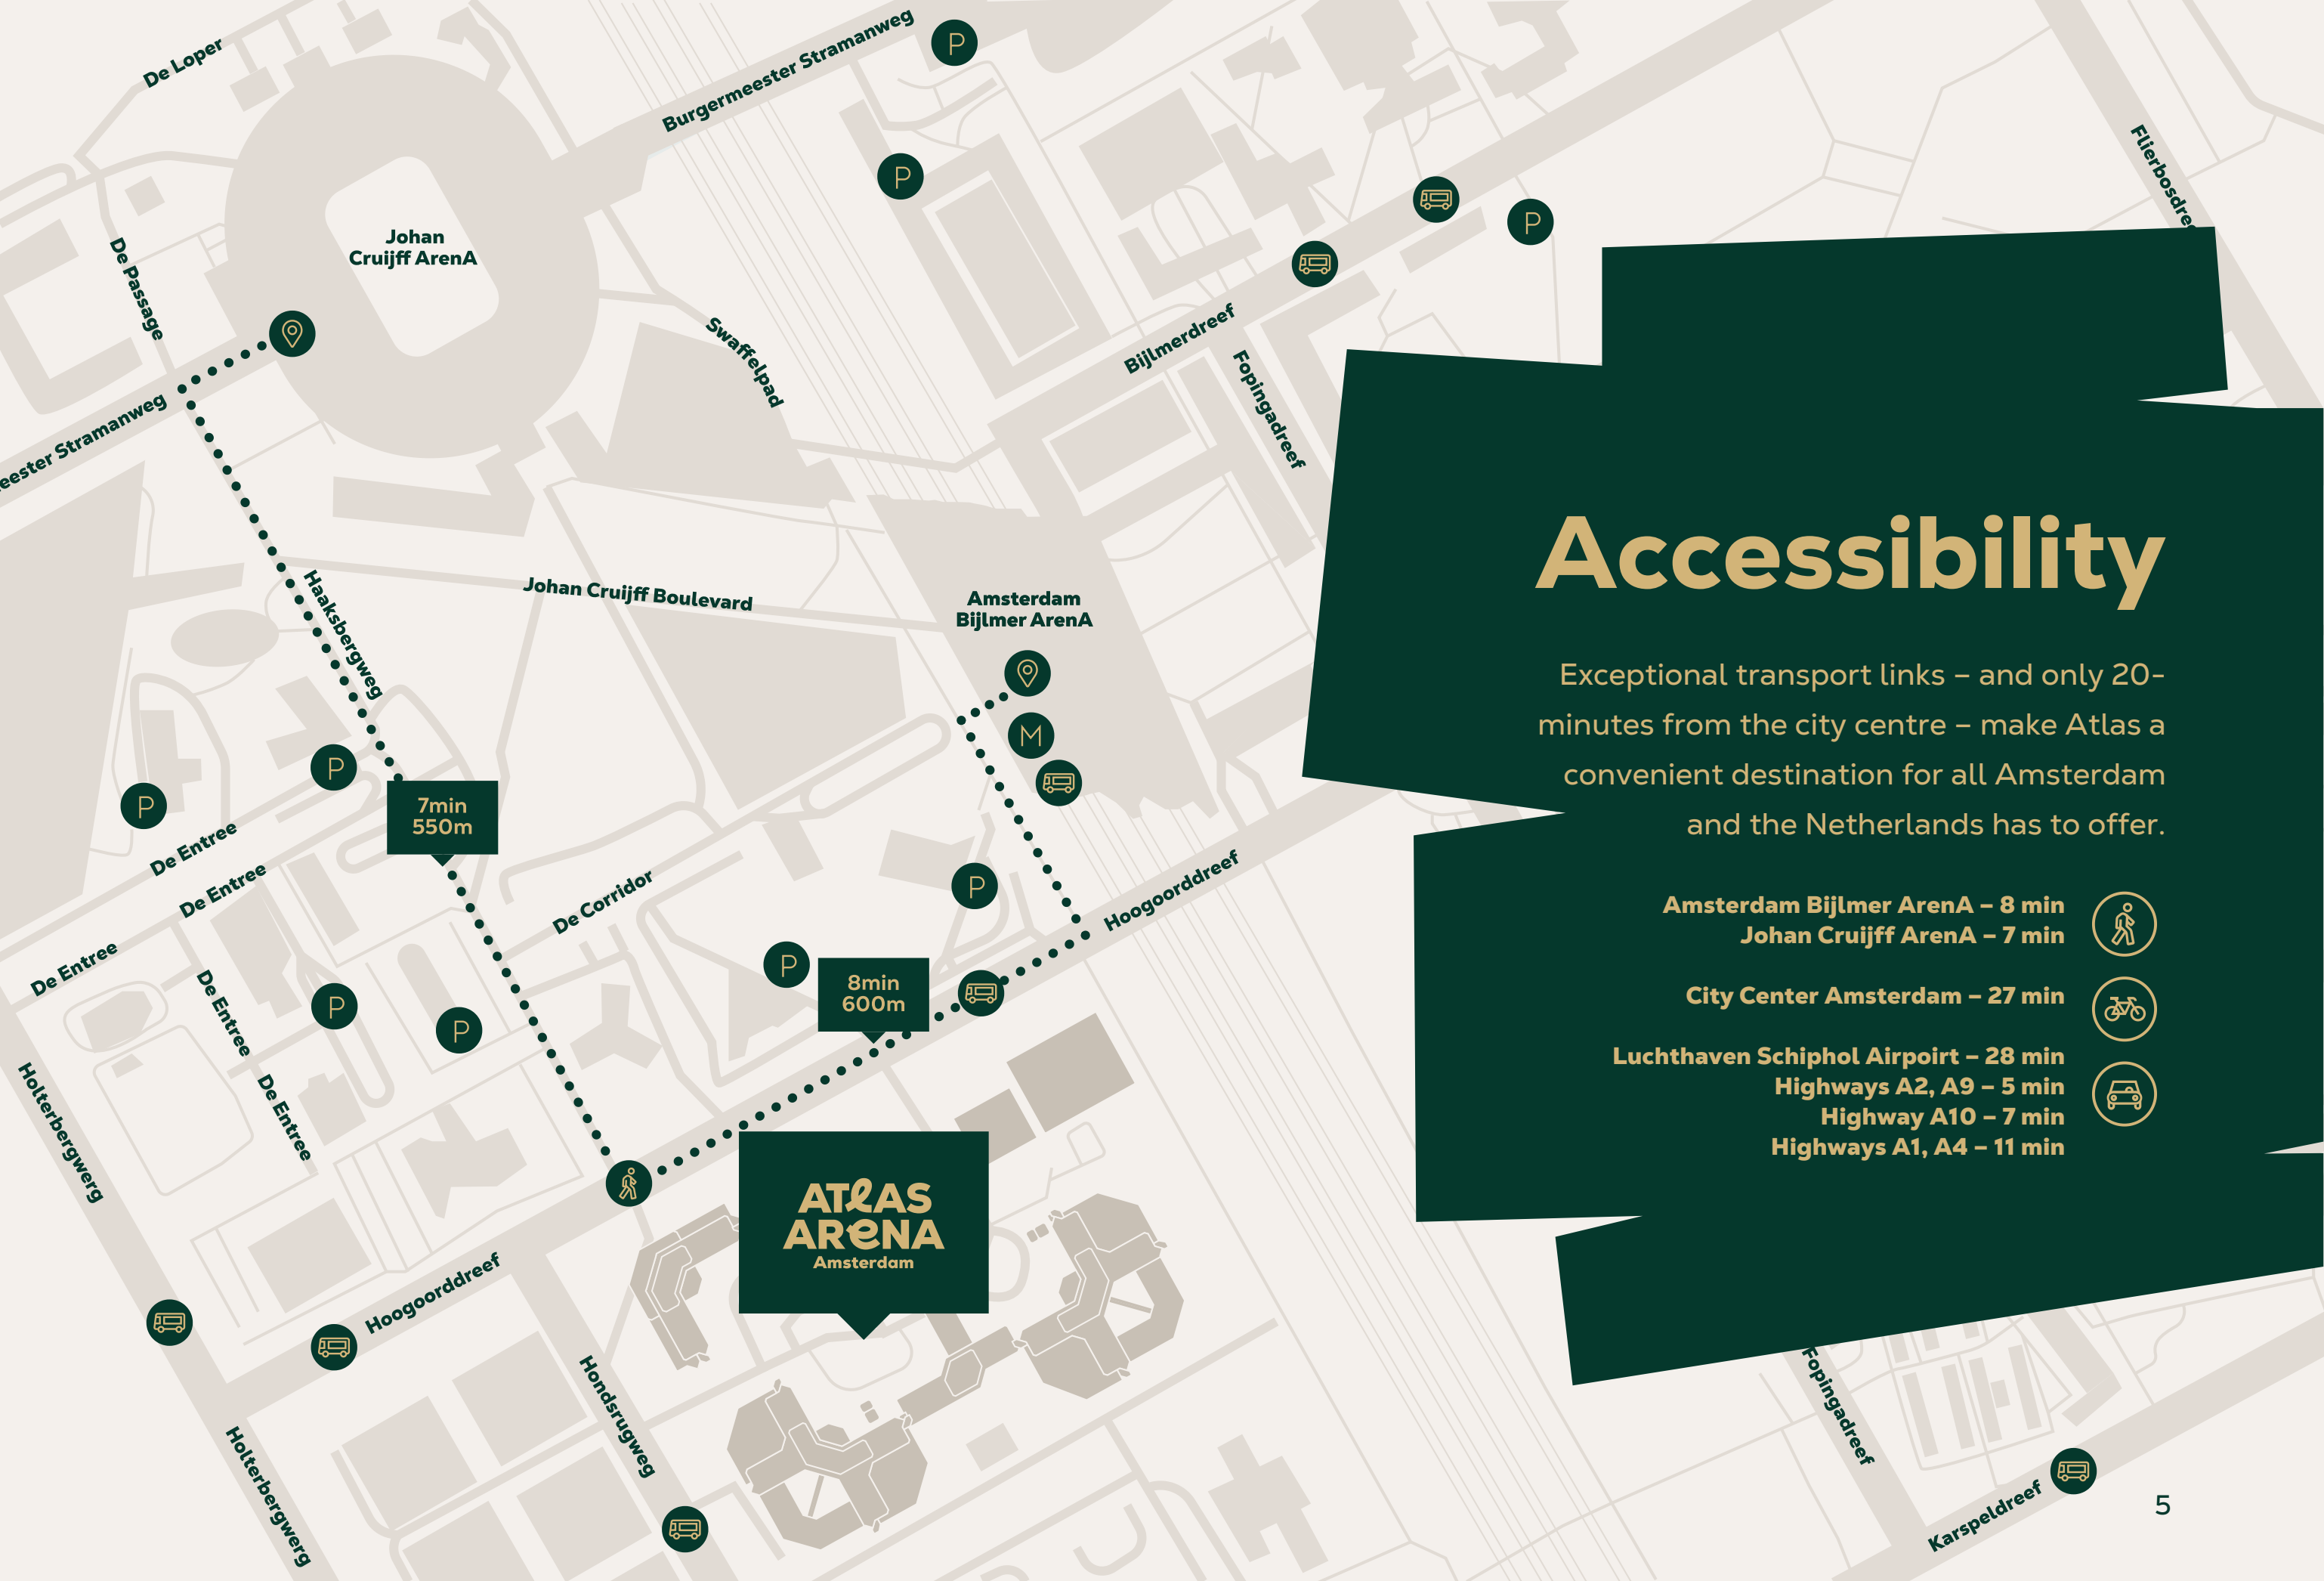 De Loper
Burgermeester Stramanweg
P
P
Flierbosdree
P
Johan
Cruijff ArenA
De Passage
Swaffelpad
Bijlmerdreef
Fopingadreef
eester Stramanweg
Haaksbergweg
Johan Cruijff Boulevard
Amsterdam
Bijlmer ArenA
M
P
P
7min
550m
De Entree
De Entree
De Entree
De Entree
De Entree
De Corridor
P
P
P
P
8min
600m
Hoogoorddreef
Holterbergwerg
Hoogoorddreef
Holterbergwerg
Hondsrugweg
ATLAS
ARENA
Amsterdam
Accessibility
Exceptional transport links – and only 20-
minutes from the city centre – make Atlas a
convenient destination for all Amsterdam
and the Netherlands has to offer.
Amsterdam Bijlmer ArenA – 8 min
Johan Cruijff ArenA – 7 min
City Center Amsterdam – 27 min
Luchthaven Schiphol Airpoirt – 28 min
Highways A2, A9 – 5 min
Highway A10 – 7 min
Highways A1, A4 – 11 min
Fopingadreef
Karspeldreef
5